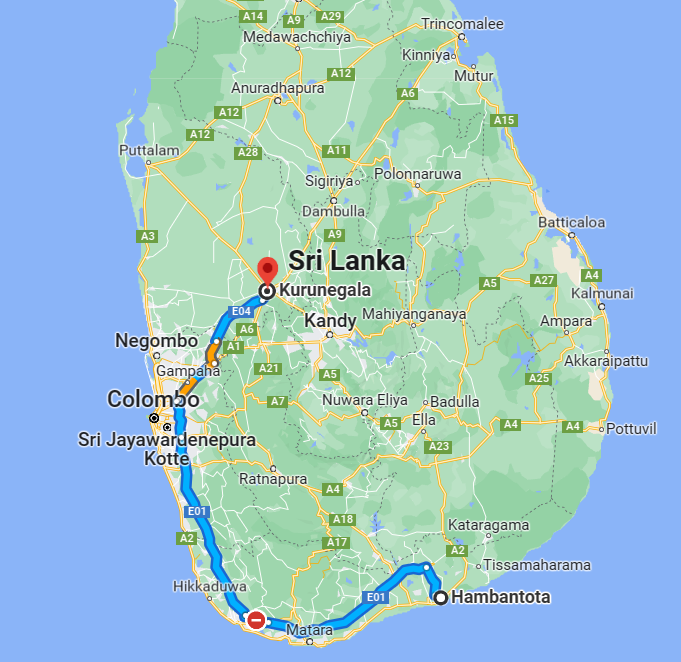 A14
A9
A29
Trincomalee
Medawachchiya
Kinniya
A12
Mutur
Anuradhapura
A6
A12
A15
A12
Puttalam
A28
A11
Sigiriya
Polonnaruwa
Dambulla
A3
A9
Batticaloa
Sri Lanka
A5
A27
A4
Kurunegala
Kalmunai
E04
Kandy
Mahiyanganaya
Ampara
A6
Negombo
A1
Akkaraipattu
Gampaha
A21
A5
A25
Colombo
A7
Nuwara Eliya
Badulla
A5
Ella
A4
A4
Pottuvil
Sri Jayawardenepura
Kotte
A23
Ratnapura
A4
E01
A18
Kataragama
A2
A17
A2
Tissamaharama
Hikkaduwa
E01
Hambantota
Matara